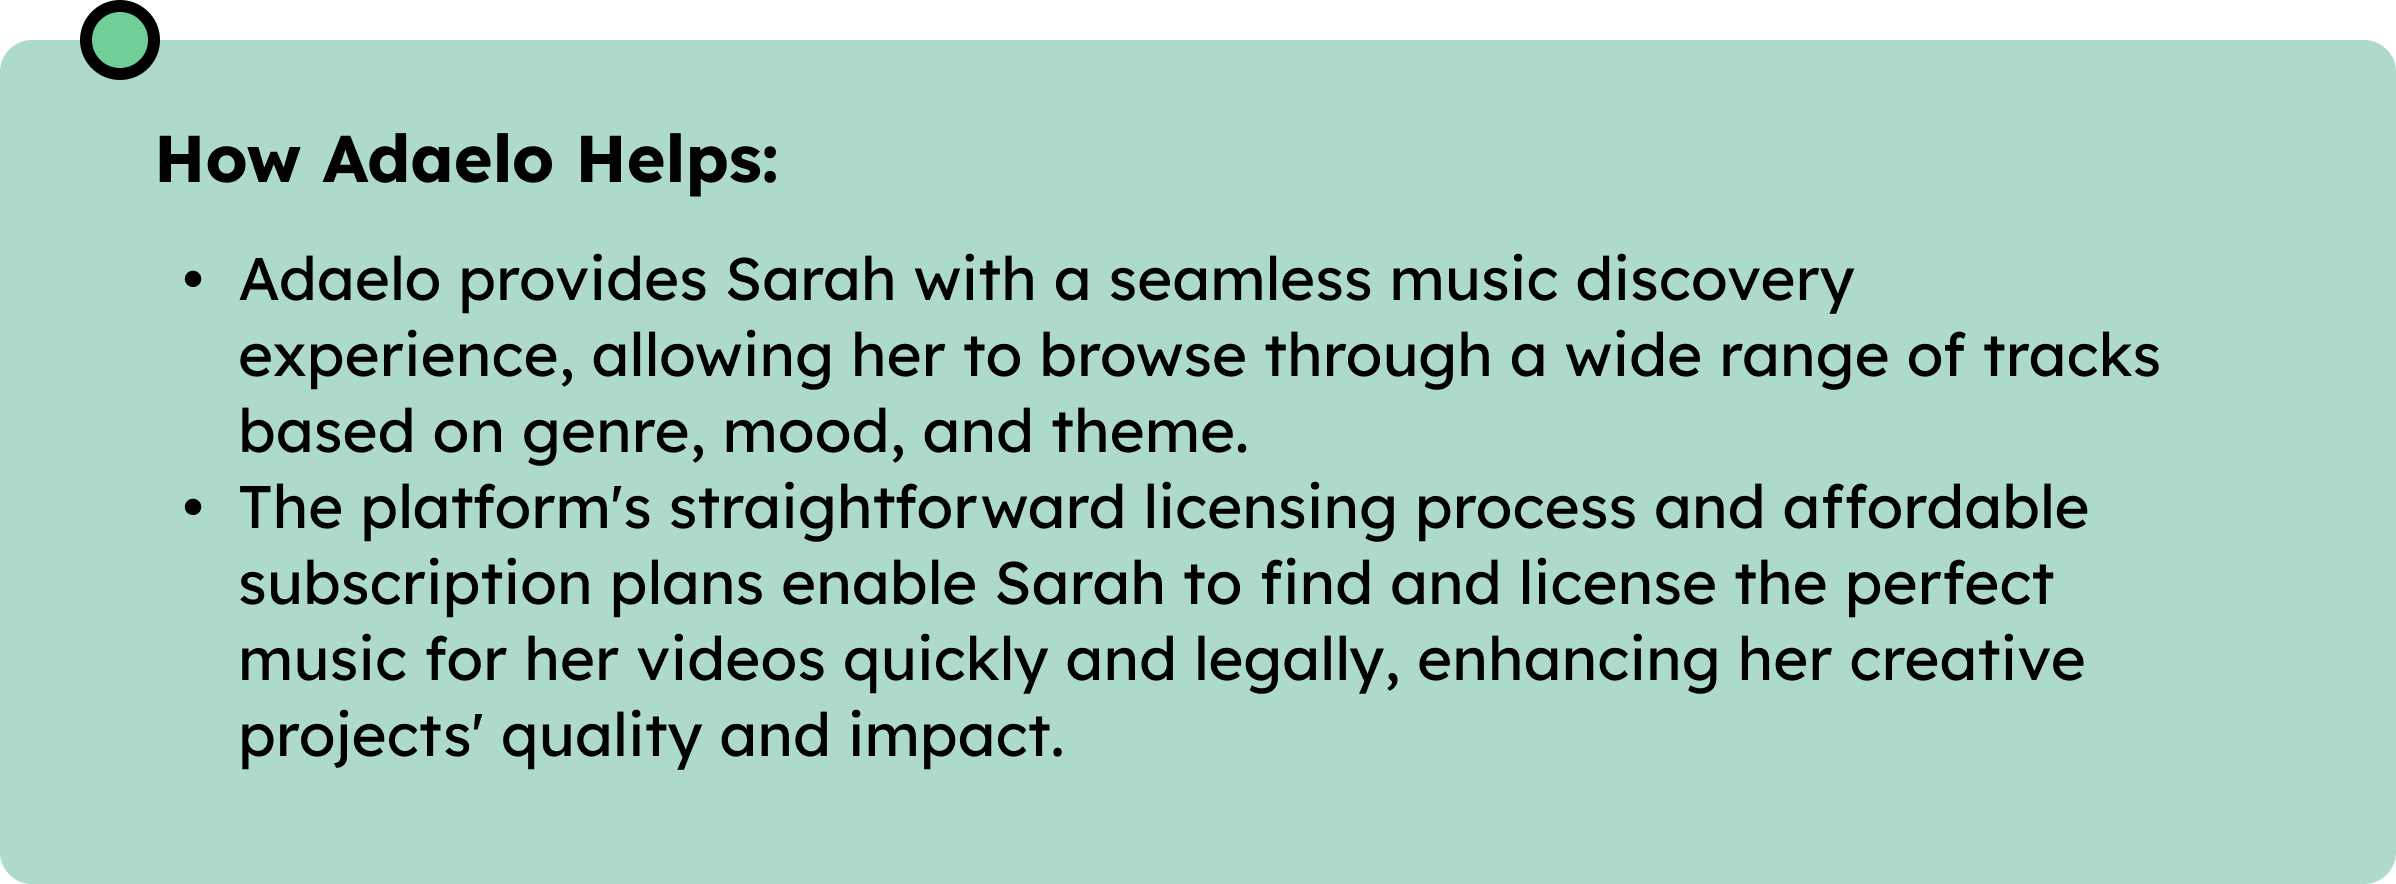 How Adaelo Helps:
• Adaelo provides Sarah with a seamless music discovery
experience, allowing her to browse through a wide range of tracks
based on genre, mood, and theme.
• The platform's straightforward licensing process and affordable
subscription plans enable Sarah to find and license the perfect
music for her videos quickly and legally, enhancing her creative
projects' quality and impact.